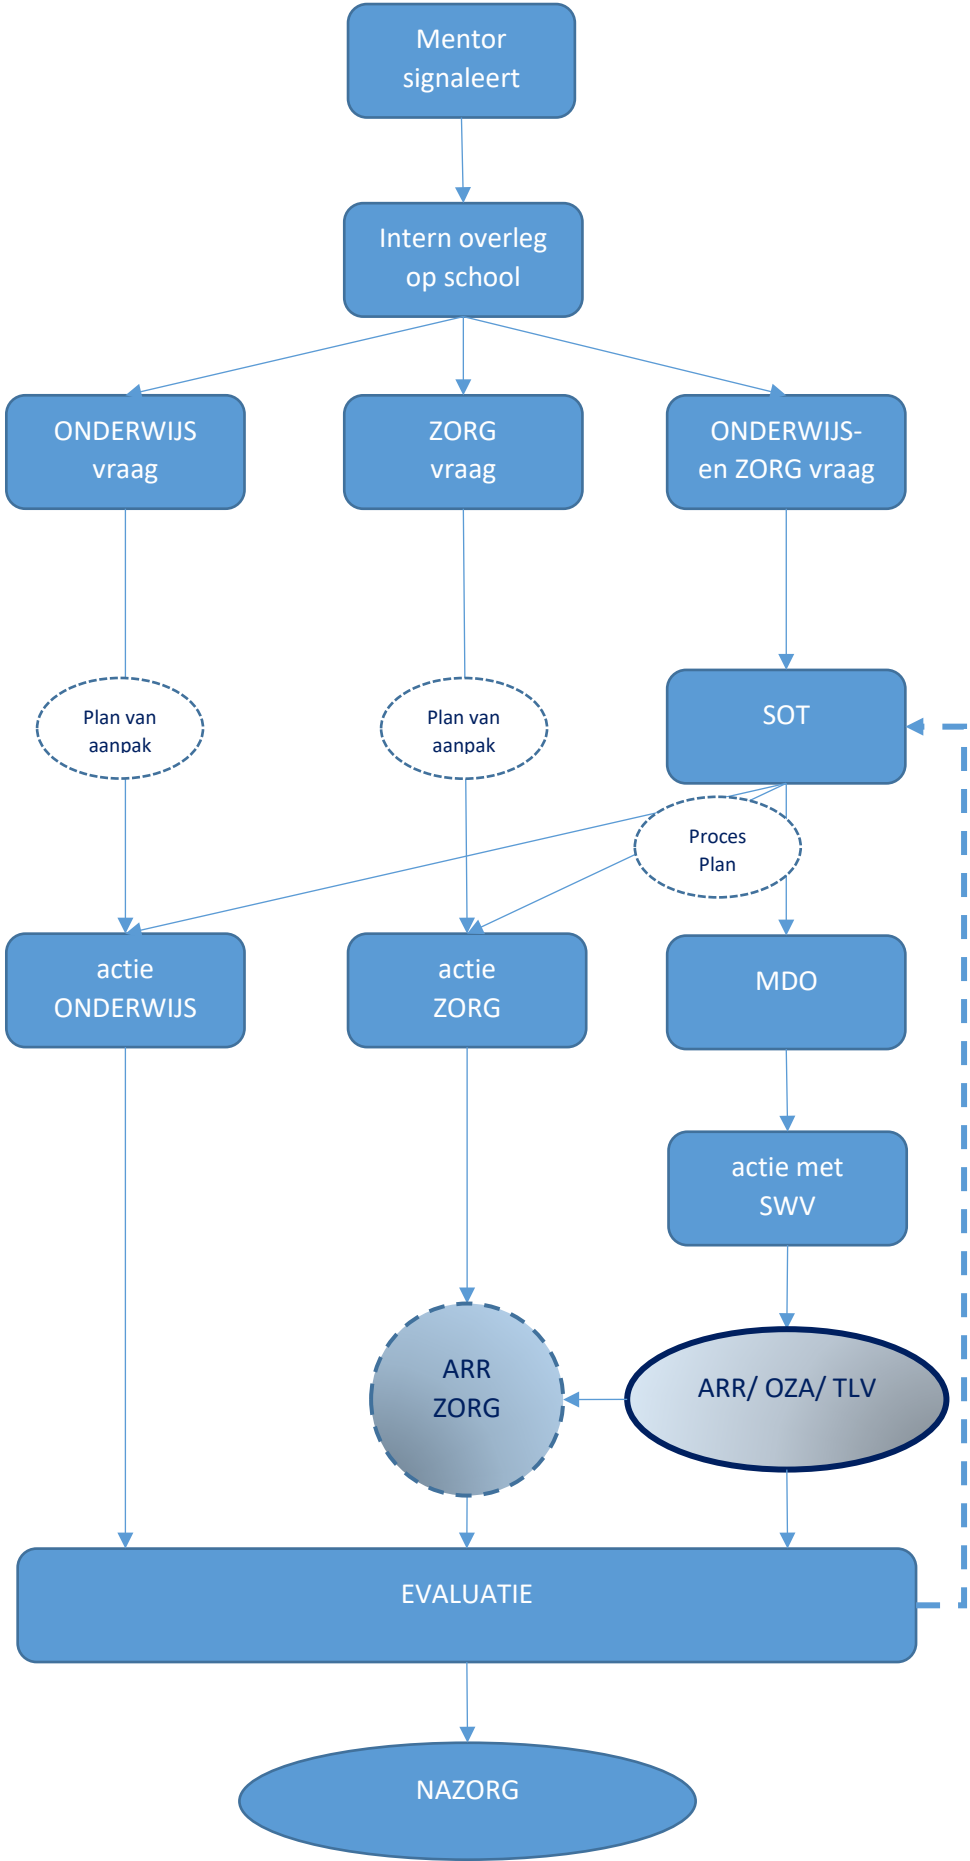 Mentor
signaleert
Intern overleg
op school
ONDERWIJS
vraag
ZORG
vraag
ONDERWIJS-
en ZORG vraag
Plan van
aanpak
Plan van
aanpak
SOT
Proces
Plan
actie
ONDERWIJS
actie
ZORG
MDO
actie met
SWV
ARR
ZORG
ARR/ OZA/ TLV
EVALUATIE
NAZORG